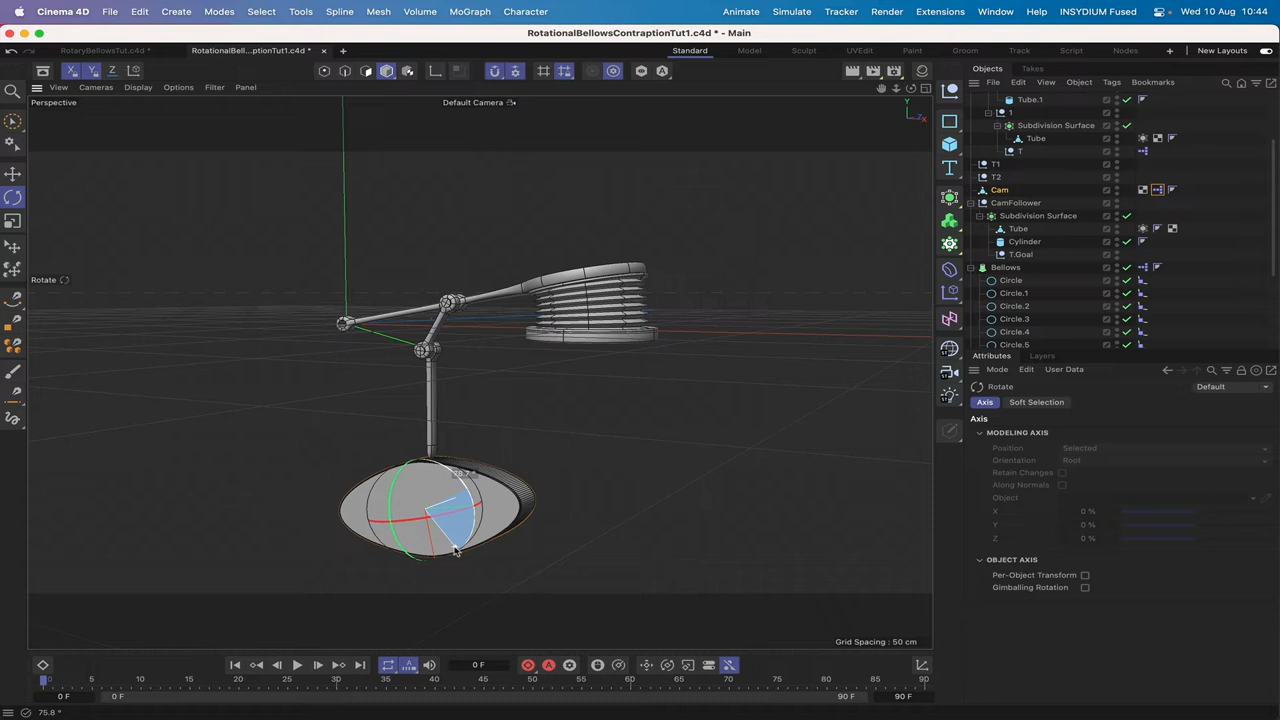 Cinema 4D File Edit Create Modes Select Tools Spline Mesh Volume MoGraph Character Animate Simulate Tracker Render Extensions Window Help INSYDIUM Fused Wed 10 Aug 10:44
RotationalBellowsContraptionTut1.c4d * - Main
RotaryBellowsTut.c4d * RotationalBell...ptionTut1.c4d * Standard Model Sculpt UVEdit Paint Groom Track Script Nodes New Layouts
Objects Takes
File Edit View Object Tags Bookmarks
View Cameras Display Options Filter Panel
Perspective Default Camera
Y
Z X
Tube.1
1
Subdivision Surface
Tube
T
T1
T2
Cam
CamFollower
Subdivision Surface
Tube
Cylinder
T.Goal
Bellows
Circle
Circle.1
Circle.2
Circle.3
Circle.4
Circle.5
Rotate
Attributes Layers
Mode Edit User Data
Rotate Default
Axis Soft Selection
Axis
MODELING AXIS
Position Selected
Orientation Root
Retain Changes
Along Normals
Object
X 0 %
Y 0 %
Z 0 %
OBJECT AXIS
Per-Object Transform
Gimballing Rotation
Grid Spacing : 50 cm
0 F
0 5 10 15 20 25 30 35 40 45 50 55 60 65 70 75 80 85 90
0 F 0 F 90 F 90 F
75.8 °